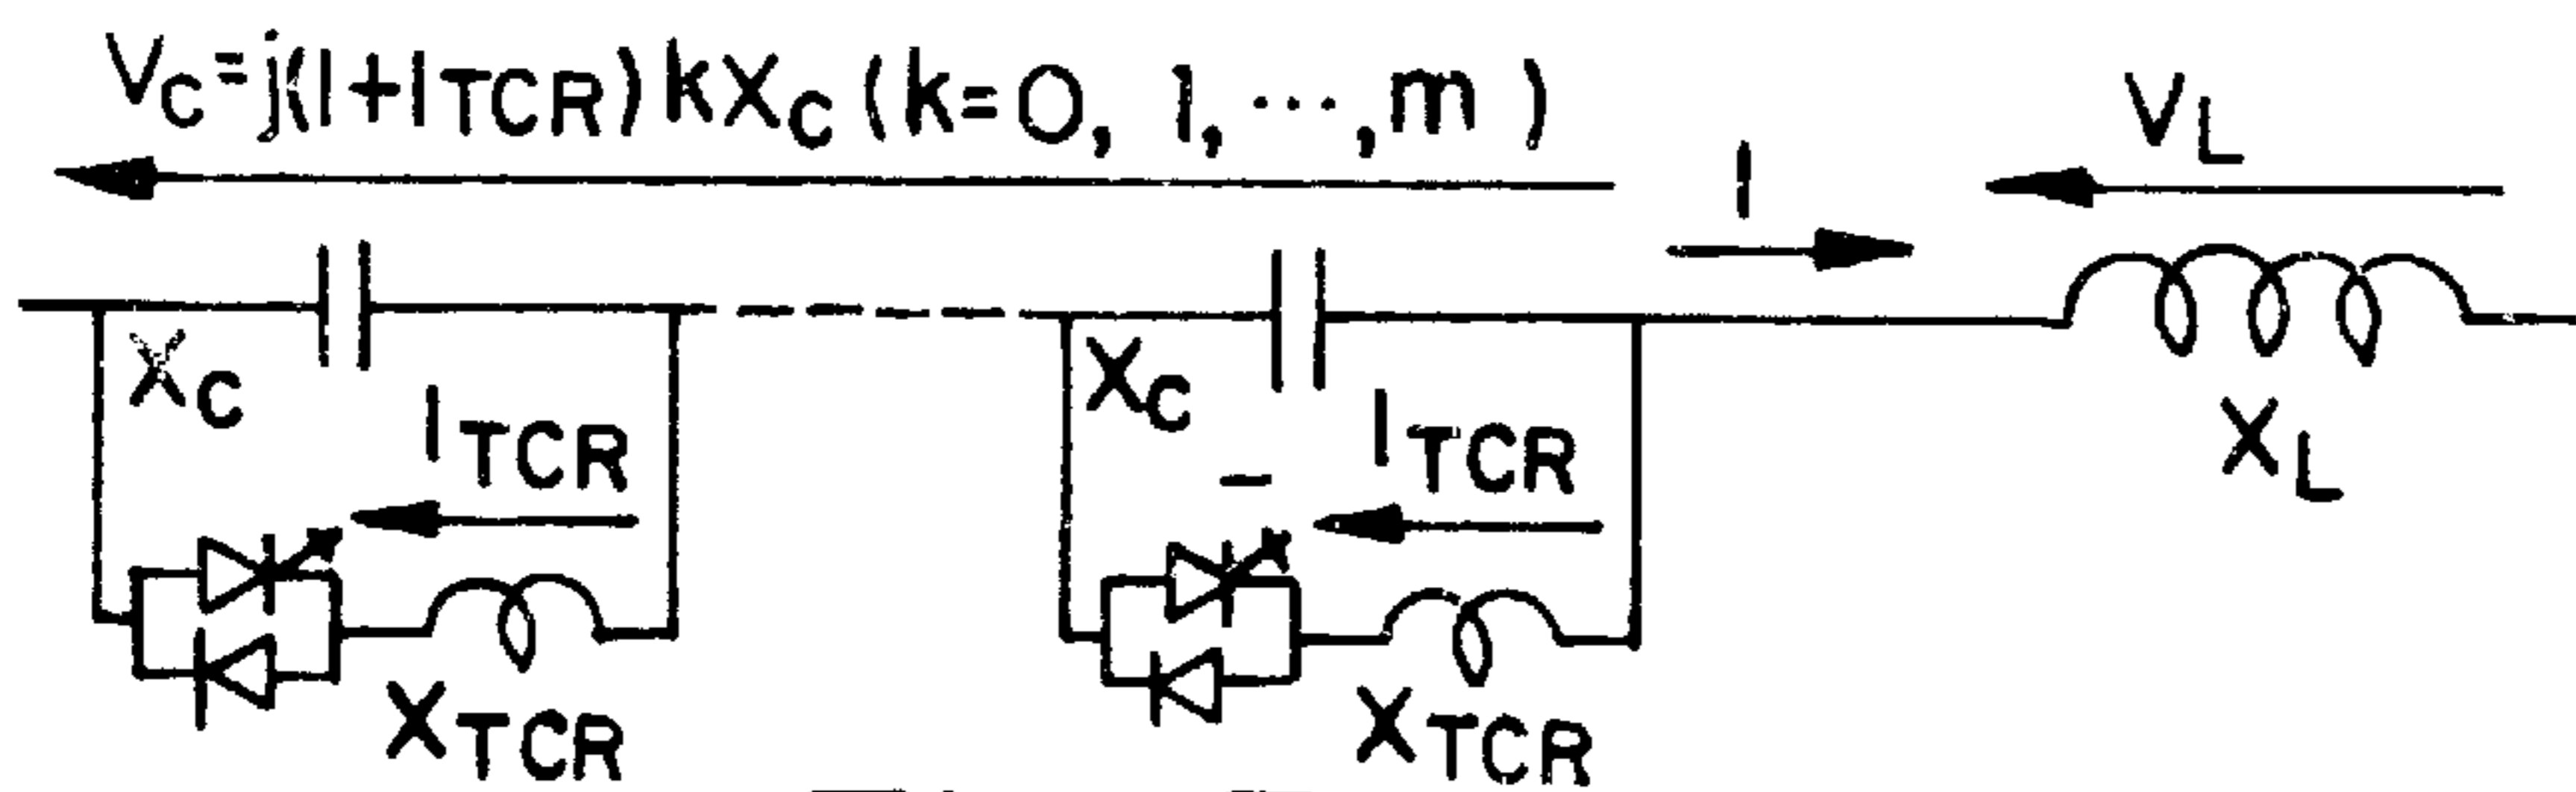 VC=j(I+ITCR)kXC(k=0, 1,···,m)
VL
I
XC
ITCR
XTCR
XC
ITCR
XTCR
XL